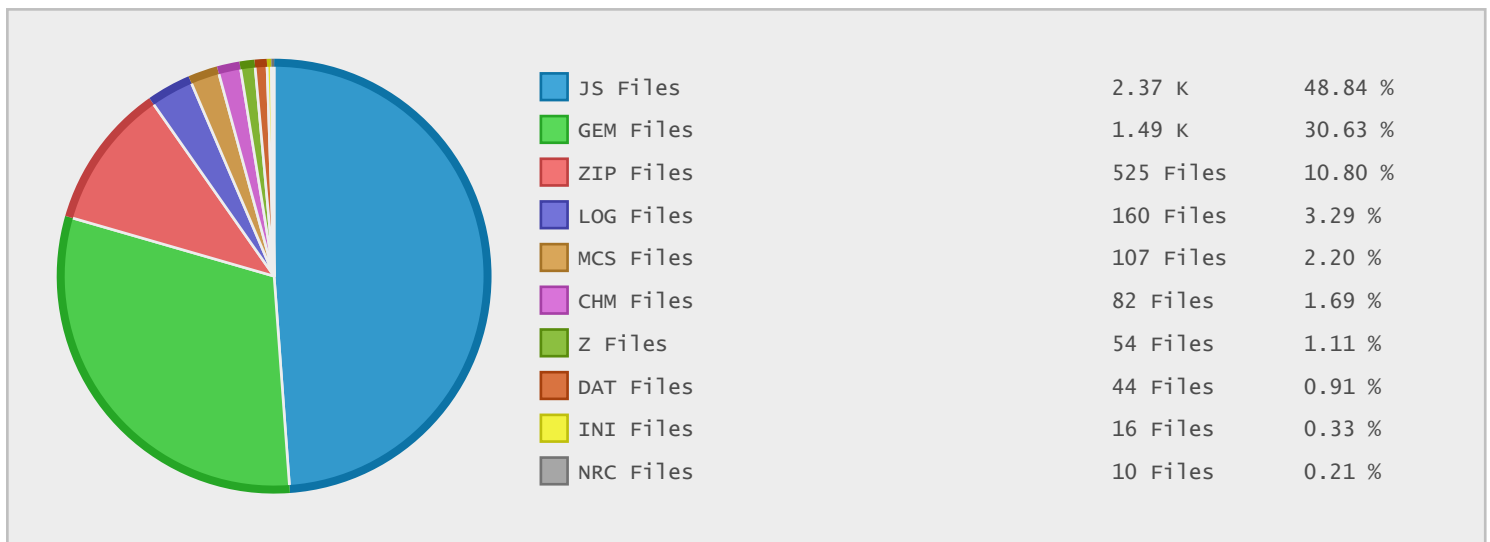 JS Files 2.37 K 48.84 %
GEM Files 1.49 K 30.63 %
ZIP Files 525 Files 10.80 %
LOG Files 160 Files 3.29 %
MCS Files 107 Files 2.20 %
CHM Files 82 Files 1.69 %
Z Files 54 Files 1.11 %
DAT Files 44 Files 0.91 %
INI Files 16 Files 0.33 %
NRC Files 10 Files 0.21 %